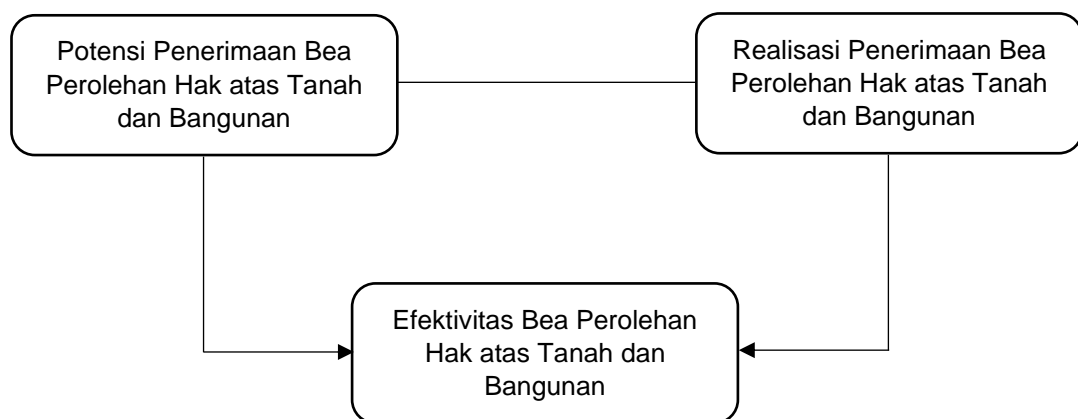 Potensi Penerimaan Bea
Perolehan Hak atas Tanah
dan Bangunan
Realisasi Penerimaan Bea
Perolehan Hak atas Tanah
dan Bangunan
Efektivitas Bea Perolehan
Hak atas Tanah dan
Bangunan